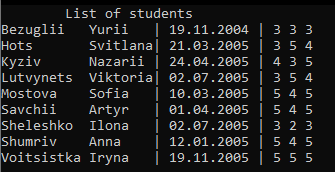 List of students
Bezuglii Yurii | 19.11.2004 | 3 3 3
Hots Svitlana| 21.03.2005 | 3 5 4
Kyziv Nazarii | 24.04.2005 | 4 3 5
Lutvynets Viktoria| 02.07.2005 | 3 5 4
Mostova Sofia | 10.03.2005 | 5 4 5
Savchii Artyr | 01.04.2005 | 5 4 5
Sheleshko Ilona | 02.07.2005 | 3 2 3
Shumriv Anna | 12.01.2005 | 5 4 5
Voitsistka Iryna | 19.11.2005 | 5 5 5